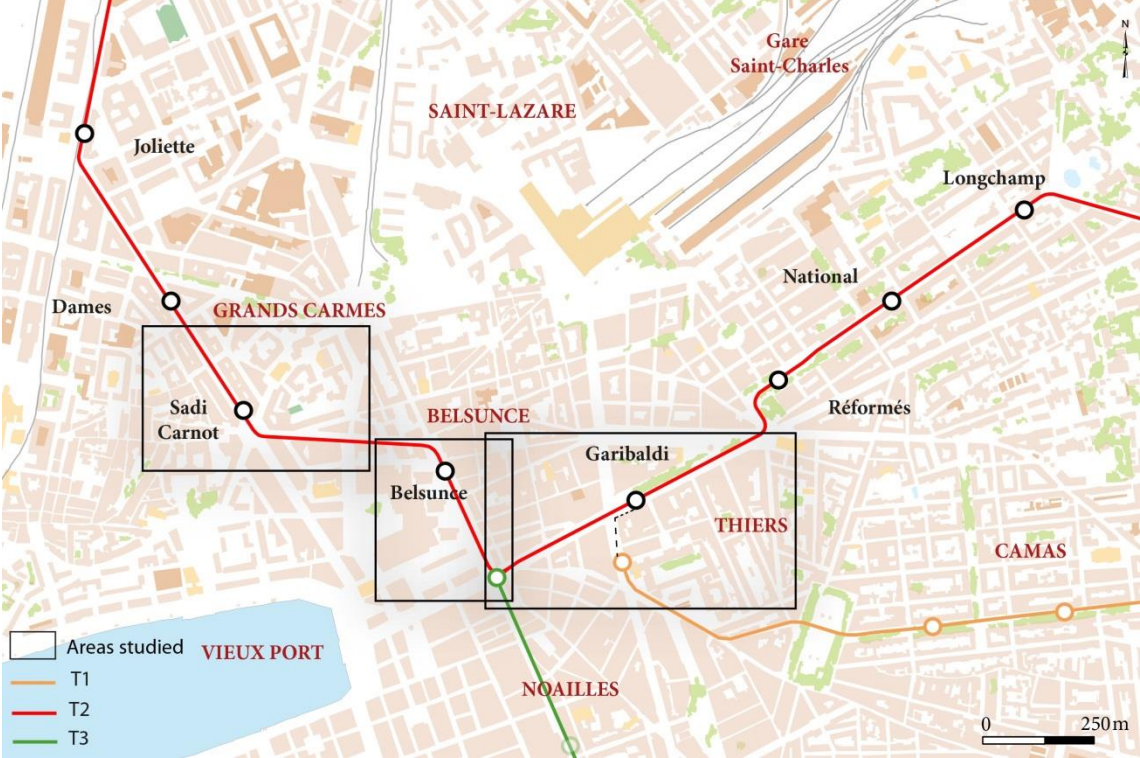 N
Gare
Saint-Charles
SAINT-LAZARE
Joliette
Longchamp
National
Dames
GRANDS CARMES
Sadi
Carnot
BELSUNCE
Réformés
Garibaldi
Belsunce
THIERS
CAMAS
Areas studied
VIEUX PORT
T1
T2
T3
NOAILLES
0
250 m